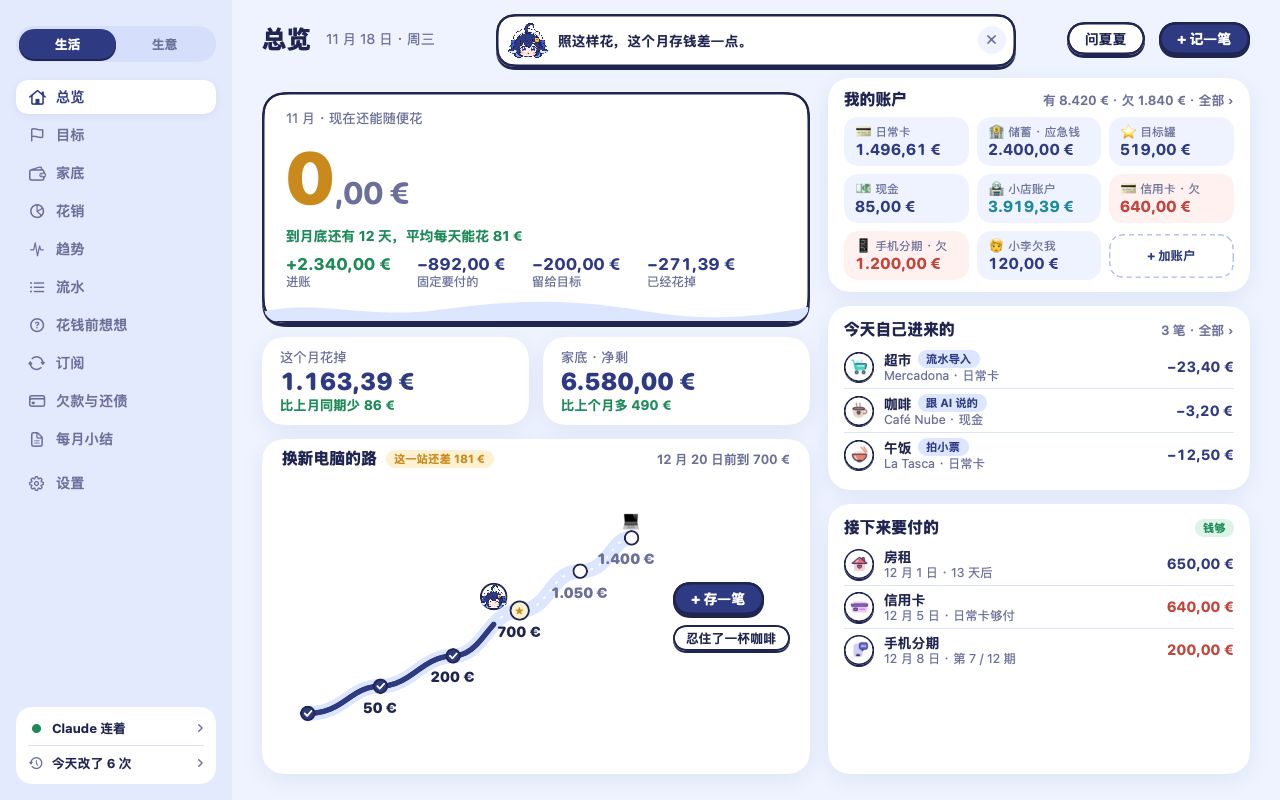 生活
生意
总览
目标
家底
花销
趋势
流水
花钱前想想
订阅
欠款与还债
每月小结
设置
Claude 连着
今天改了 6 次
总览 11 月 18 日 · 周三
照这样花，这个月存钱差一点。
问夏夏
+ 记一笔
11 月 · 现在还能随便花
0,00 €
到月底还有 12 天，平均每天能花 81 €
+2.340,00 €
进账
−892,00 €
固定要付的
−200,00 €
留给目标
−271,39 €
已经花掉
这个月花掉
1.163,39 €
比上月同期少 86 €
家底 · 净剩
6.580,00 €
比上个月多 490 €
换新电脑的路
这一站还差 181 €
12 月 20 日前到 700 €
1.400 €
1.050 €
700 €
200 €
50 €
+ 存一笔
忍住了一杯咖啡
我的账户
有 8.420 € · 欠 1.840 € · 全部 ›
日常卡
1.496,61 €
储蓄 · 应急钱
2.400,00 €
目标罐
519,00 €
现金
85,00 €
小店账户
3.919,39 €
信用卡 · 欠
640,00 €
手机分期 · 欠
1.200,00 €
小李欠我
120,00 €
+ 加账户
今天自己进来的
3 笔 · 全部 ›
超市 流水导入
Mercadona · 日常卡
−23,40 €
咖啡 跟 AI 说的
Café Nube · 现金
−3,20 €
午饭 拍小票
La Tasca · 日常卡
−12,50 €
接下来要付的
钱够
房租
12 月 1 日 · 13 天后
650,00 €
信用卡
12 月 5 日 · 日常卡够付
640,00 €
手机分期
12 月 8 日 · 第 7 / 12 期
200,00 €